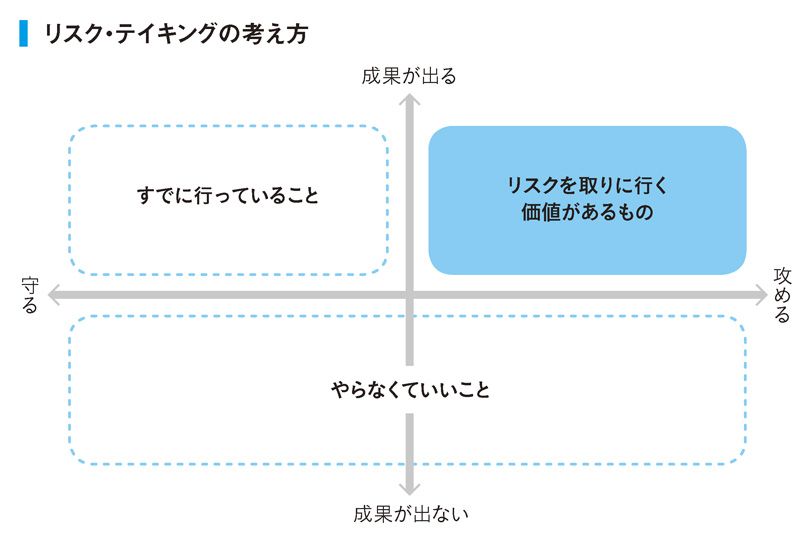 リスク・テイキングの考え方
成果が出る
すでに行っていること
リスクを取りに行く
価値があるもの
守る
攻める
やらなくていいこと
成果が出ない